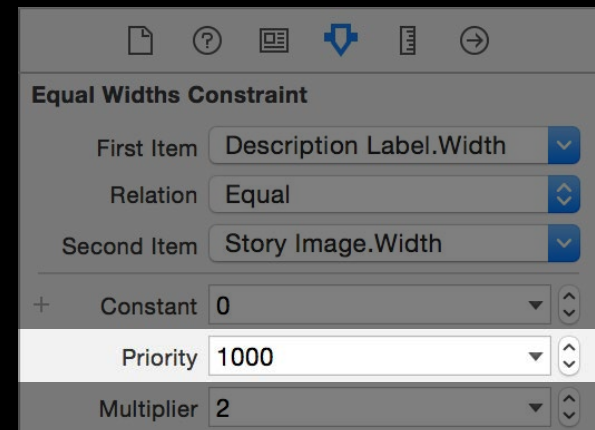 Equal Widths Constraint
First Item Description Label.Width
Relation Equal
Second Item Story Image.Width
+ Constant 0
Priority 1000
Multiplier 2